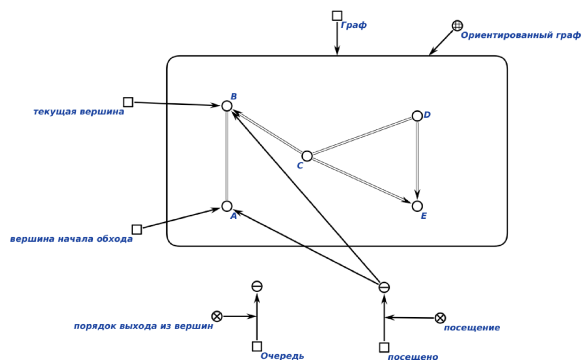 Граф
Ориентированный граф
B
текущая вершина
D
C
A
E
вершина начала обхода
порядок выхода из вершин
посещение
Очередь
посещено